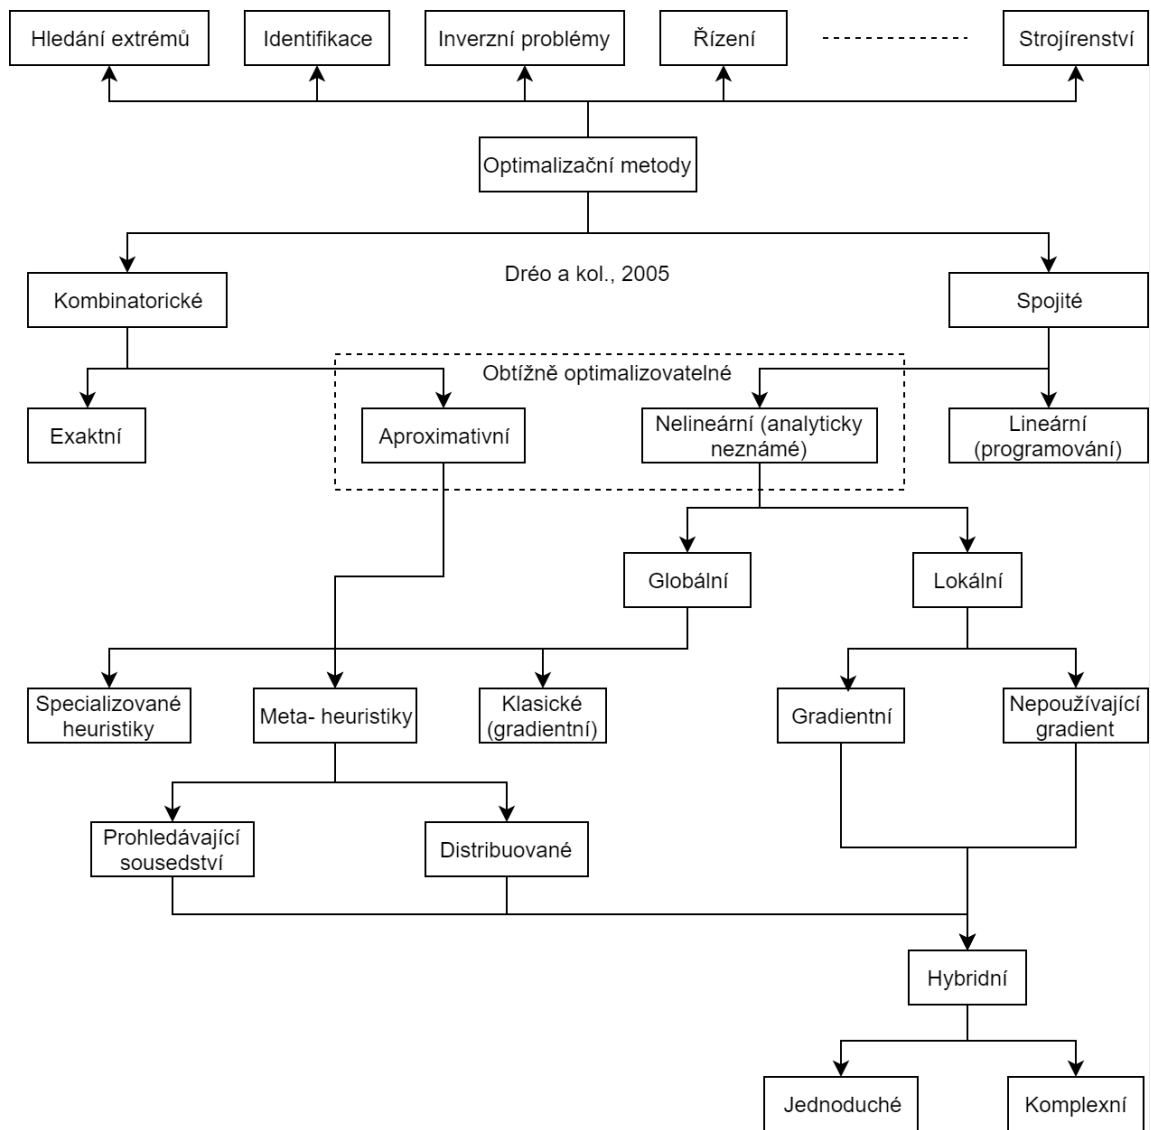 Hledání extrémů
Identifikace
Inverzní problémy
Řízení
Strojírenství
Optimalizační metody
Dréo a kol., 2005
Kombinatorické
Spojité
Obtížně optimalizovatelné
Exaktní
Aproximativní
Nelineární (analyticky
neznámé)
Lineární
(programování)
Globální
Lokální
Specializované
heuristiky
Meta- heuristiky
Klasické
(gradientní)
Gradientní
Nepoužívající
gradient
Prohledávající
sousedství
Distribuované
Hybridní
Jednoduché
Komplexní